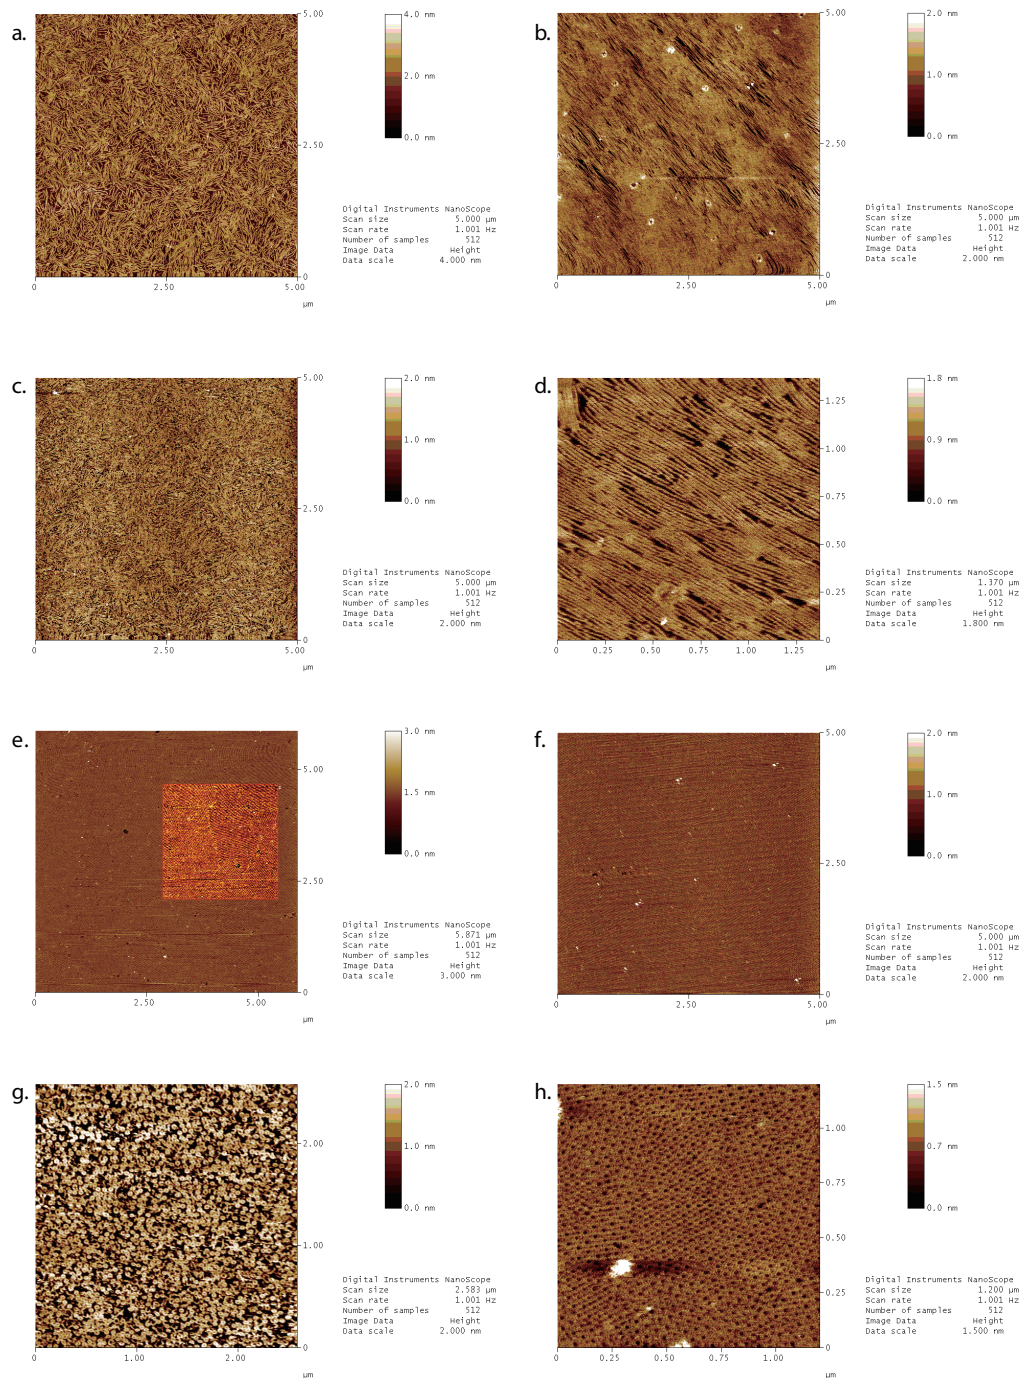 a.
5.00
2.50
0
0
2.50
5.00
µm
4.0 nm
2.0 nm
0.0 nm
Digital Instruments NanoScope
Scan size 5.000 µm
Scan rate 1.001 Hz
Number of samples 512
Image Data Height
Data scale 4.000 nm
b.
5.00
2.50
0
0
2.50
5.00
µm
2.0 nm
1.0 nm
0.0 nm
Digital Instruments NanoScope
Scan size 5.000 µm
Scan rate 1.001 Hz
Number of samples 512
Image Data Height
Data scale 2.000 nm
c.
5.00
2.50
0
0
2.50
5.00
µm
2.0 nm
1.0 nm
0.0 nm
Digital Instruments NanoScope
Scan size 5.000 µm
Scan rate 1.001 Hz
Number of samples 512
Image Data Height
Data scale 2.000 nm
d.
1.25
1.00
0.75
0.50
0.25
0
0
0.25
0.50
0.75
1.00
1.25
µm
1.8 nm
0.9 nm
0.0 nm
Digital Instruments NanoScope
Scan size 1.370 µm
Scan rate 1.001 Hz
Number of samples 512
Image Data Height
Data scale 1.800 nm
e.
5.00
2.50
0
0
2.50
5.00
µm
3.0 nm
1.5 nm
0.0 nm
Digital Instruments NanoScope
Scan size 5.871 µm
Scan rate 1.001 Hz
Number of samples 512
Image Data Height
Data scale 3.000 nm
f.
5.00
2.50
0
0
2.50
5.00
µm
2.0 nm
1.0 nm
0.0 nm
Digital Instruments NanoScope
Scan size 5.000 µm
Scan rate 1.001 Hz
Number of samples 512
Image Data Height
Data scale 2.000 nm
g.
2.00
1.00
0
0
1.00
2.00
µm
2.0 nm
1.0 nm
0.0 nm
Digital Instruments NanoScope
Scan size 2.583 µm
Scan rate 1.001 Hz
Number of samples 512
Image Data Height
Data scale 2.000 nm
h.
1.00
0.75
0.50
0.25
0
0
0.25
0.50
0.75
1.00
µm
1.5 nm
0.7 nm
0.0 nm
Digital Instruments NanoScope
Scan size 1.200 µm
Scan rate 1.001 Hz
Number of samples 512
Image Data Height
Data scale 1.500 nm